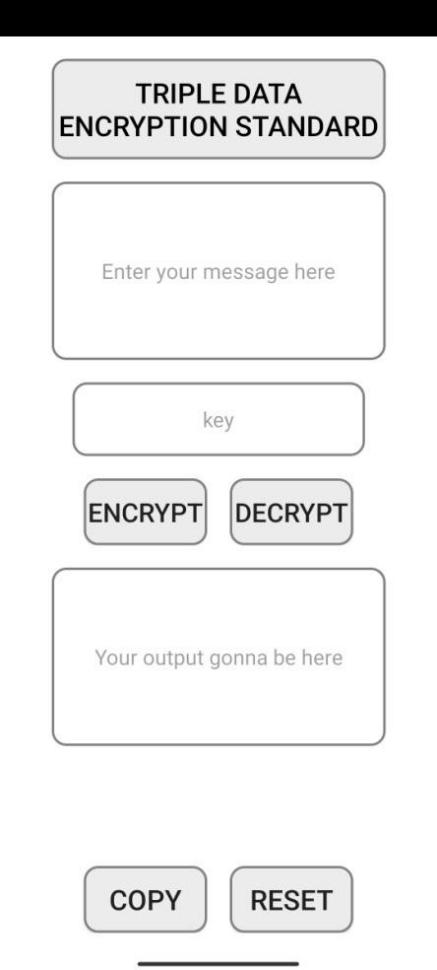 TRIPLE DATA
ENCRYPTION STANDARD
Enter your message here
key
ENCRYPT DECRYPT
Your output gonna be here
COPY RESET